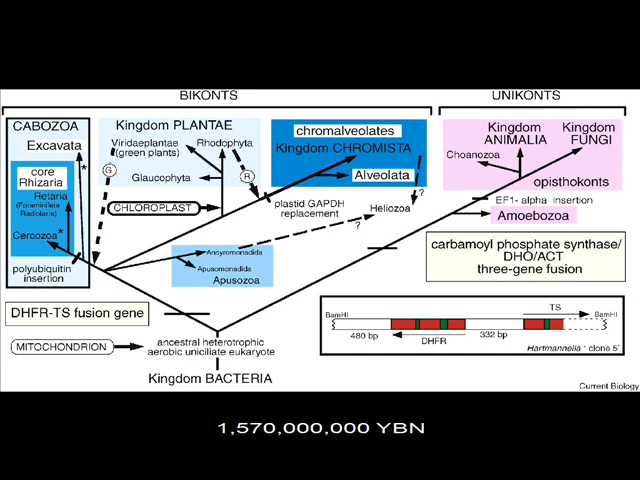 BIKONTS
UNIKONTS
CABOZOA
Excavata
*
core
Rhizaria
Retaria
(Foraminifera
Radiolaria)
Cercozoa*
polyubiquitin
insertion
Kingdom PLANTAE
Viridaeplantae
(green plants)
Rhodophyta
G
Glaucophyta
R
CHLOROPLAST
chromalveolates
Kingdom CHROMISTA
Alveolata
plastid GAPDH
replacement
Heliozoa
?
?
Kingdom
ANIMALIA
Kingdom
FUNGI
Choanozoa
opisthokonts
EF1- alpha insertion
Amoebozoa
Ancyromonadida
Apusomonadida
Apusozoa
carbamoyl phosphate synthase/
DHO/ACT
three-gene fusion
DHFR-TS fusion gene
MITOCHONDRION
ancestral heterotrophic
aerobic uniciliate eukaryote
Kingdom BACTERIA
TS
BamHI
BamHI
480 bp
332 bp
DHFR
Hartmannella ' clone 5'
Current Biology
1,570,000,000 YBN